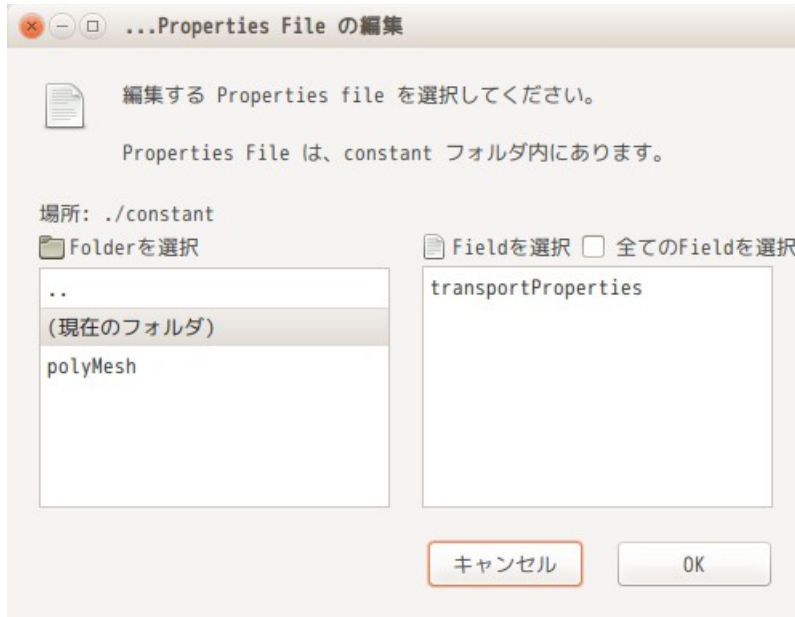 ...Properties File の編集
編集する Properties file を選択してください。
Properties File は、constant フォルダ内にあります。
場所: ./constant
Folderを選択
Fieldを選択 全てのFieldを選択
..
(現在のフォルダ)
polyMesh
transportProperties
キャンセル OK